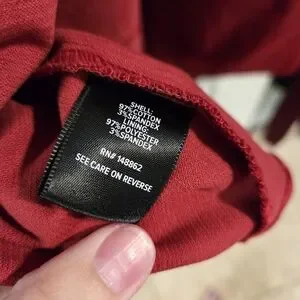 SHELL:
97%COTTON
3%SPANDEX
LINING:
97%POLYESTER
3%SPANDEX
RN# 148862
SEE CARE ON REVERSE